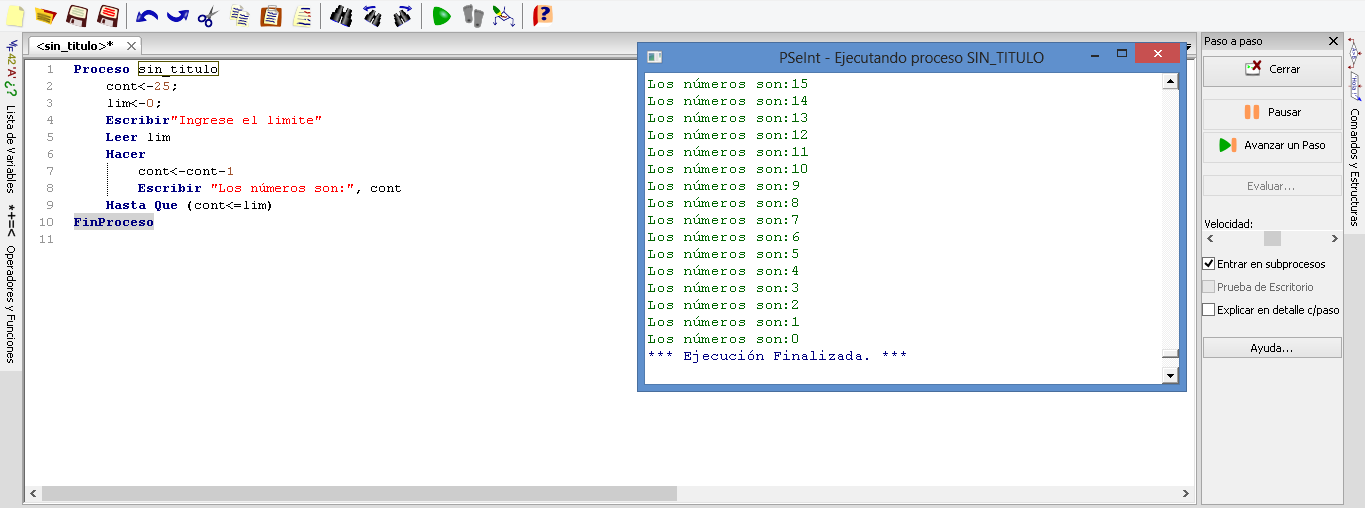 <sin_titulo>*
PSeInt - Ejecutando proceso SIN_TITULO
Paso a paso
42 'A' ¿? Lista de Variables
*+=< Operadores y Funciones
1 Proceso sin_titulo
2 cont<-25;
3 lim<-0;
4 Escribir"Ingrese el limite"
5 Leer lim
6 Hacer
7 cont<-cont-1
8 Escribir "Los números son:", cont
9 Hasta Que (cont<=lim)
10 FinProceso
11
Los números son:15
Los números son:14
Los números son:13
Los números son:12
Los números son:11
Los números son:10
Los números son:9
Los números son:8
Los números son:7
Los números son:6
Los números son:5
Los números son:4
Los números son:3
Los números son:2
Los números son:1
Los números son:0
*** Ejecución Finalizada. ***
Cerrar
Pausar
Avanzar un Paso
Evaluar...
Velocidad:
Entrar en subprocesos
Prueba de Escritorio
Explicar en detalle c/paso
Ayuda...
Comandos y Estructuras